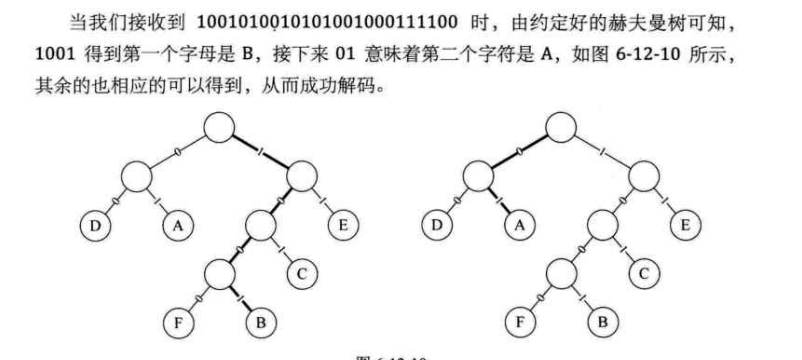 当我们接收到 1001010010101001000111100 时，由约定好的赫夫曼树可知，
1001 得到第一个字母是 B，接下来 01 意味着第二个字符是 A，如图 6-12-10 所示，
其余的也相应的可以得到，从而成功解码。
0 1 0 1
0 1 0 1 0 1 0 1
D A E D A E
0 1 0 1
C C
0 1 0 1
F B F B
图 6-12-10